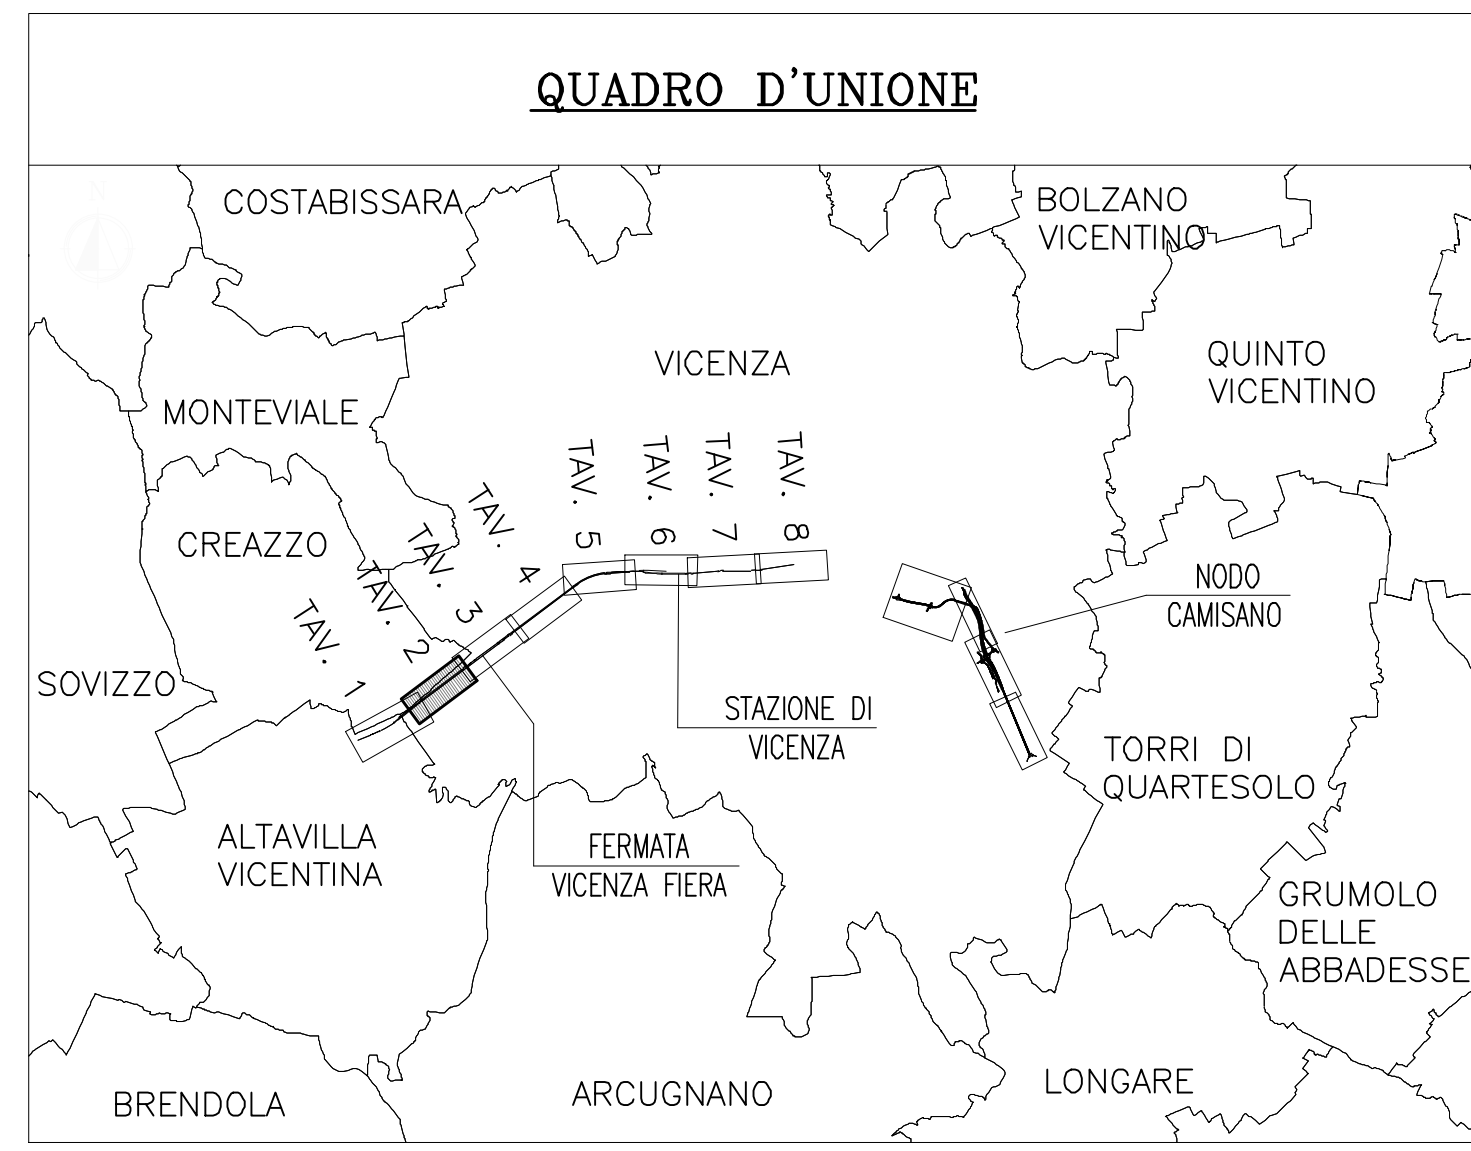 QUADRO D'UNIONE
N
COSTABISSARA
BOLZANO
VICENTINO
VICENZA
QUINTO
VICENTINO
MONTEVIALE
CREAZZO
SOVIZZO
TAV. 1
TAV. 2
TAV. 3
TAV. 4
TAV. 5
TAV. 6
TAV. 7
TAV. 8
NODO
CAMISANO
STAZIONE DI
VICENZA
TORRI DI
QUARTESOLO
ALTAVILLA
VICENTINA
FERMATA
VICENZA FIERA
GRUMOLO
DELLE
ABBADESSE
BRENDOLA
ARCUGNANO
LONGARE